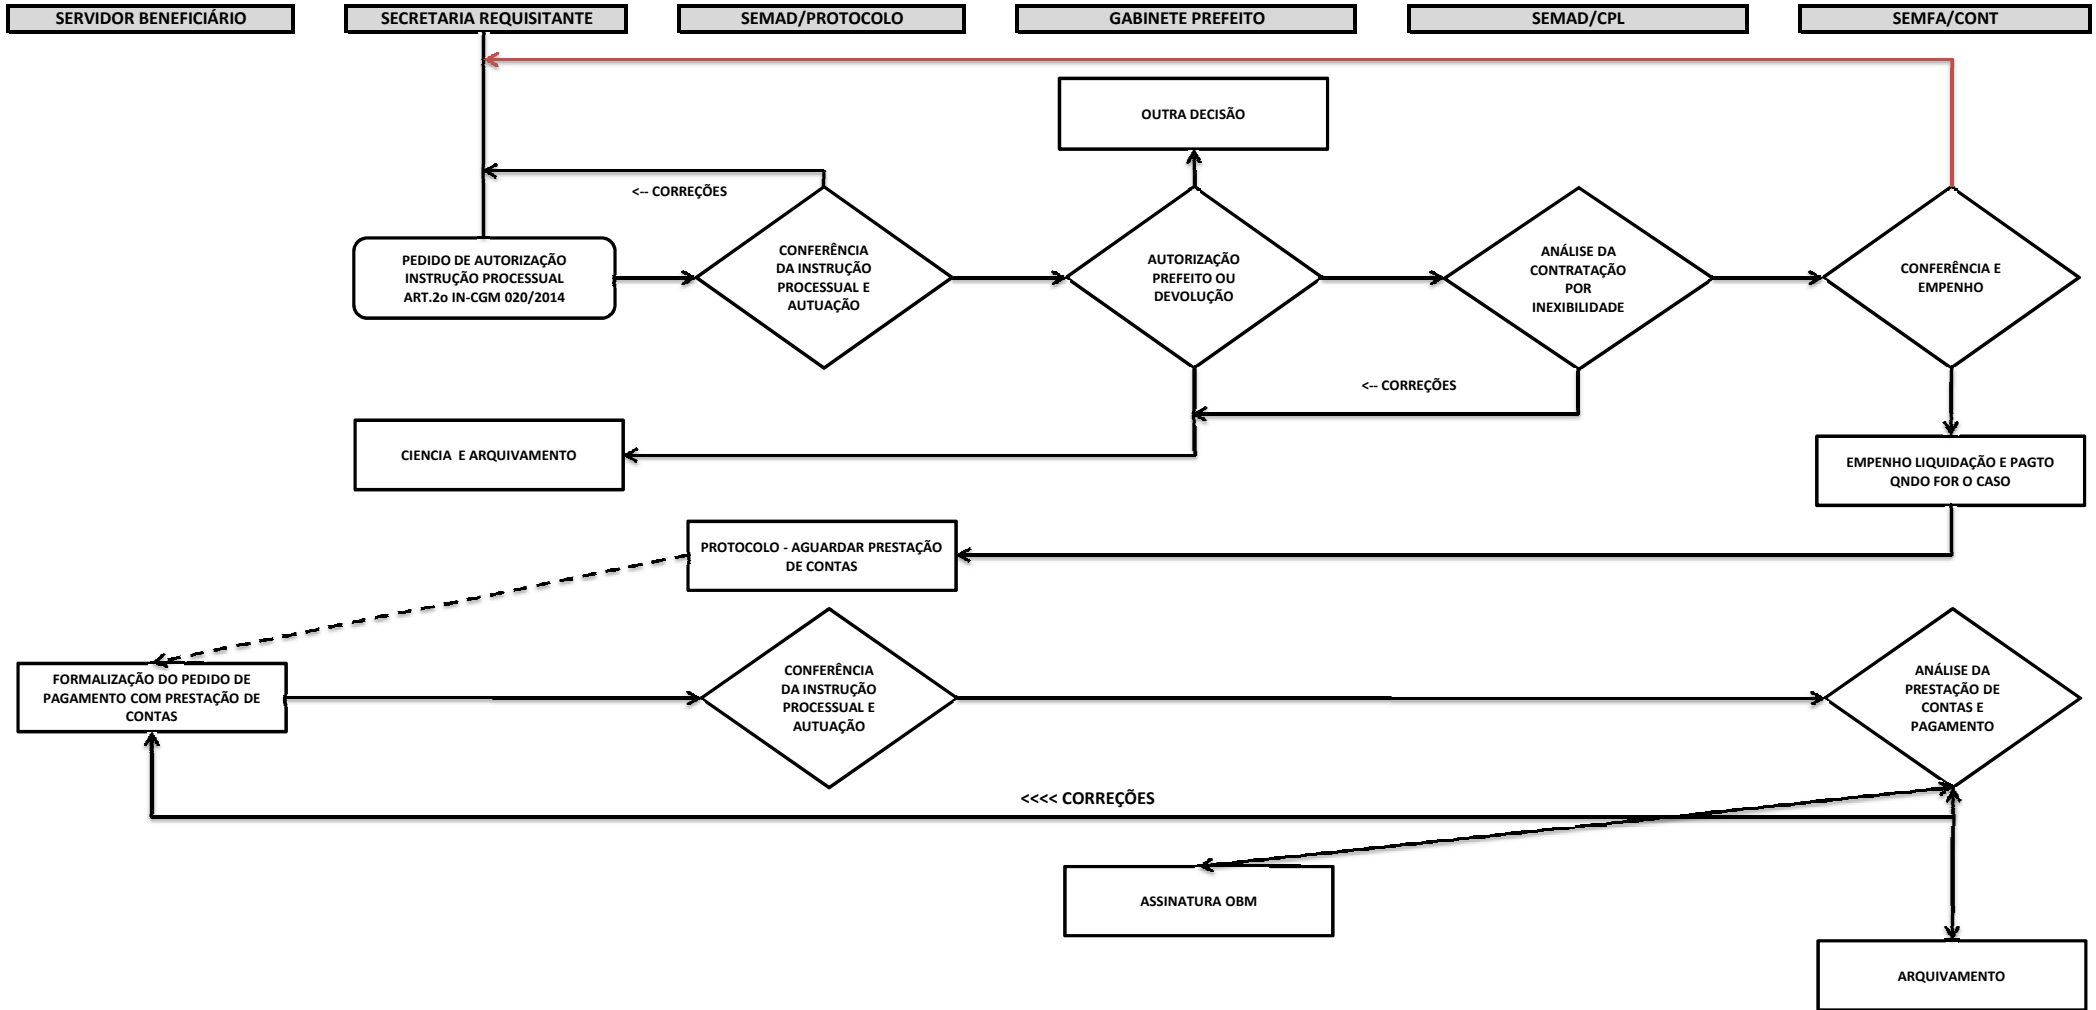 SERVIDOR BENEFICIÁRIO
SECRETARIA REQUISITANTE
SEMAD/PROTOCOLO
GABINETE PREFEITO
SEMAD/CPL
SEMFA/CONT
OUTRA DECISÃO
<-- CORREÇÕES
PEDIDO DE AUTORIZAÇÃO
INSTRUÇÃO PROCESSUAL
ART.2o IN-CGM 020/2014
CONFERÊNCIA
DA INSTRUÇÃO
PROCESSUAL E
AUTUAÇÃO
AUTORIZAÇÃO
PREFEITO OU
DEVOLUÇÃO
ANÁLISE DA
CONTRATAÇÃO
POR
INEXIBILIDADE
CONFERÊNCIA E
EMPENHO
<-- CORREÇÕES
CIENCIA E ARQUIVAMENTO
EMPENHO LIQUIDAÇÃO E PAGTO
QNDO FOR O CASO
PROTOCOLO - AGUARDAR PRESTAÇÃO
DE CONTAS
FORMALIZAÇÃO DO PEDIDO DE
PAGAMENTO COM PRESTAÇÃO DE
CONTAS
CONFERÊNCIA
DA INSTRUÇÃO
PROCESSUAL E
AUTUAÇÃO
ANÁLISE DA
PRESTAÇÃO DE
CONTAS E
PAGAMENTO
<<<< CORREÇÕES
ASSINATURA OBM
ARQUIVAMENTO